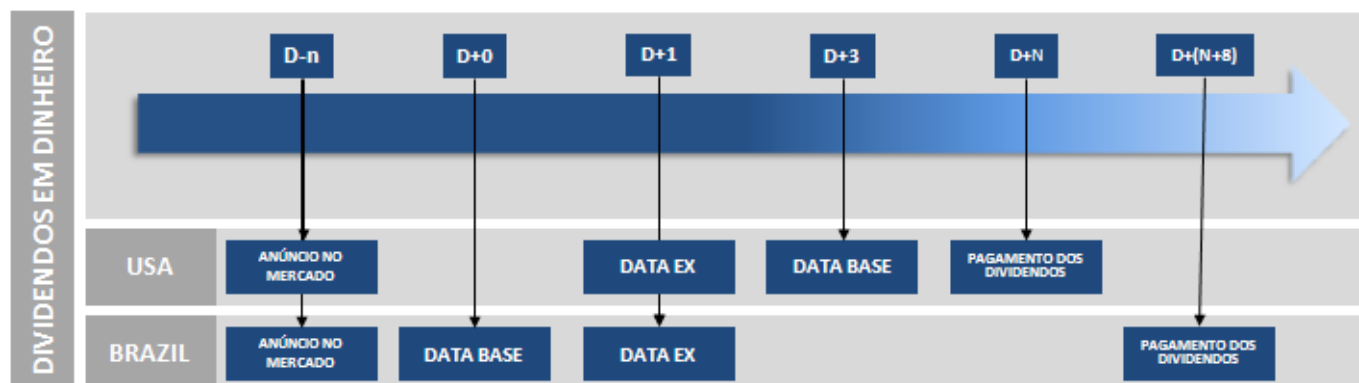 DIVIDENDOS EM DINHEIRO
D-n
D+0
D+1
D+3
D+N
D+(N+8)
USA
ANÚNCIO NO
MERCADO
DATA EX
DATA BASE
PAGAMENTO DOS
DIVIDENDOS
BRAZIL
ANÚNCIO NO
MERCADO
DATA BASE
DATA EX
PAGAMENTO DOS
DIVIDENDOS